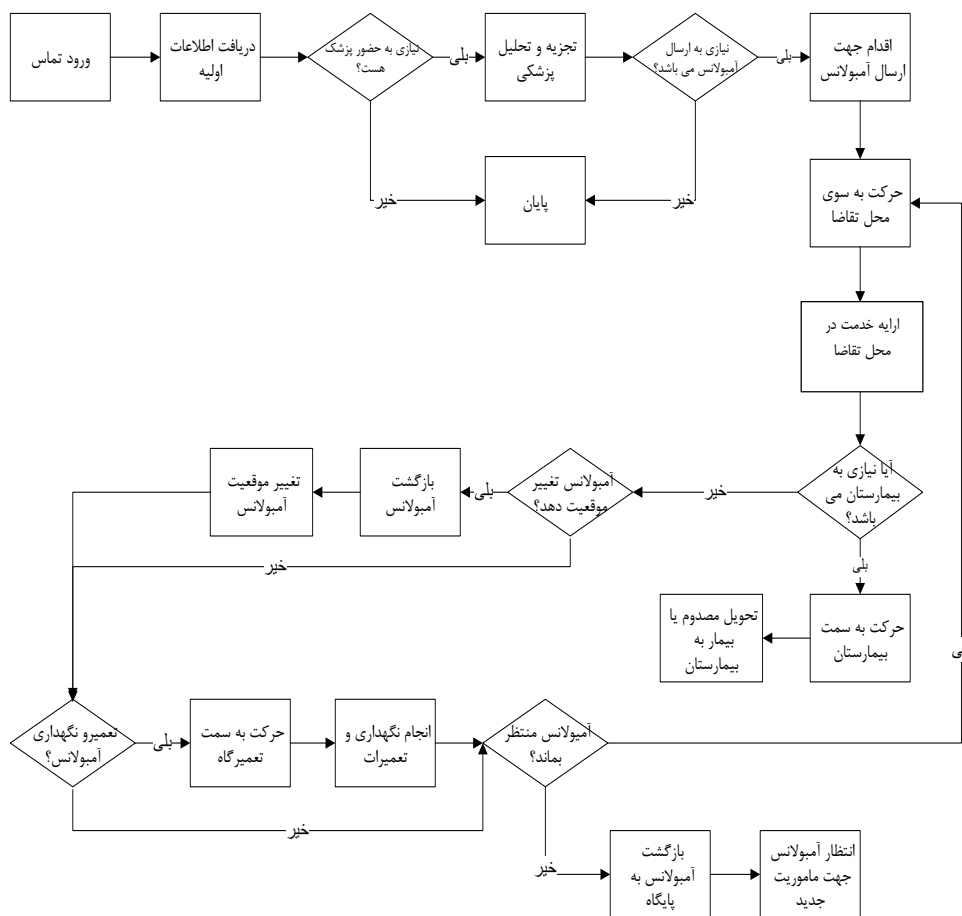 ورود تماس
دریافت اطلاعات
اولیه
نیازی به حضور پزشک
هست؟
بلی
تجزیه و تحلیل
پزشکی
نیازی به ارسال
آمبولانس می باشد؟
بلی
اقدام جهت
ارسال آمبولانس
خیر
پایان
خیر
حرکت به سوی
محل تقاضا
ارایه خدمت در
محل تقاضا
آیا نیازی به
بیمارستان می
باشد؟
خیر
آمبولانس تغییر
موقعیت دهد؟
بلی
بازگشت
آمبولانس
تغییر موقعیت
آمبولانس
خیر
بلی
حرکت به سمت
بیمارستان
تحویل مصدوم یا
بیمار به
بیمارستان
تعمیرو نگهداری
آمبولانس؟
بلی
حرکت به سمت
تعمیرگاه
انجام نگهداری و
تعمیرات
آمبولانس منتظر
بماند؟
خیر
خیر
بازگشت
آمبولانس به
پایگاه
انتظار آمبولانس
جهت ماموریت
جدید